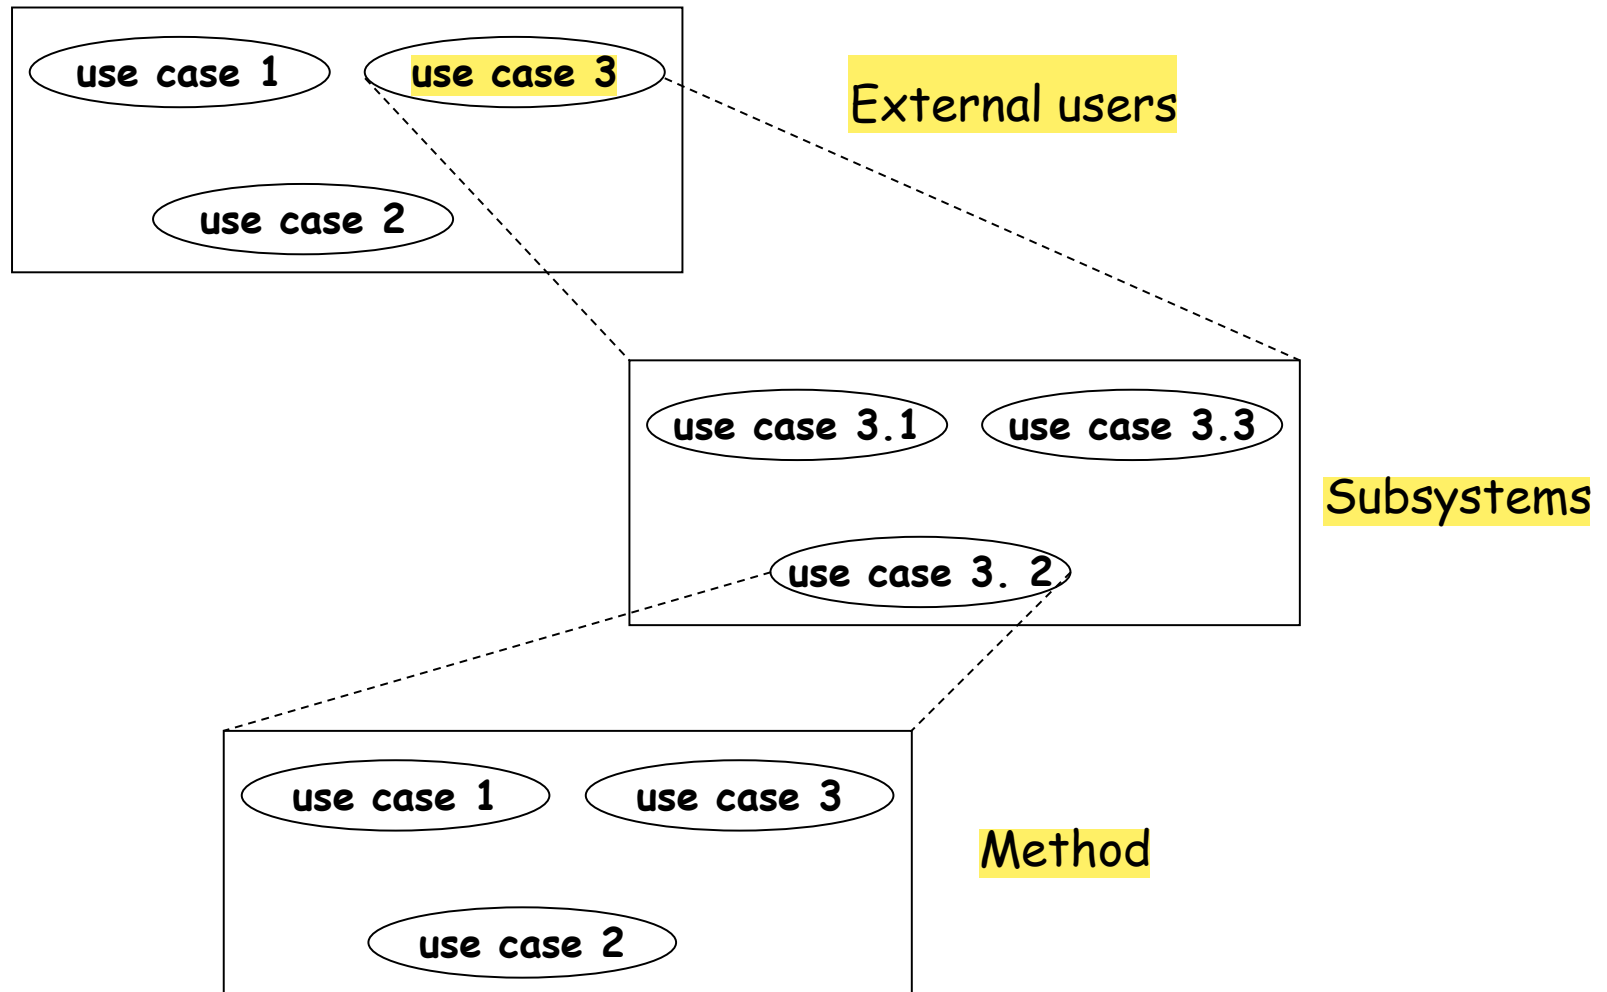 use case 1
use case 3
External users
use case 2
use case 3.1
use case 3.3
Subsystems
use case 3. 2
use case 1
use case 3
Method
use case 2